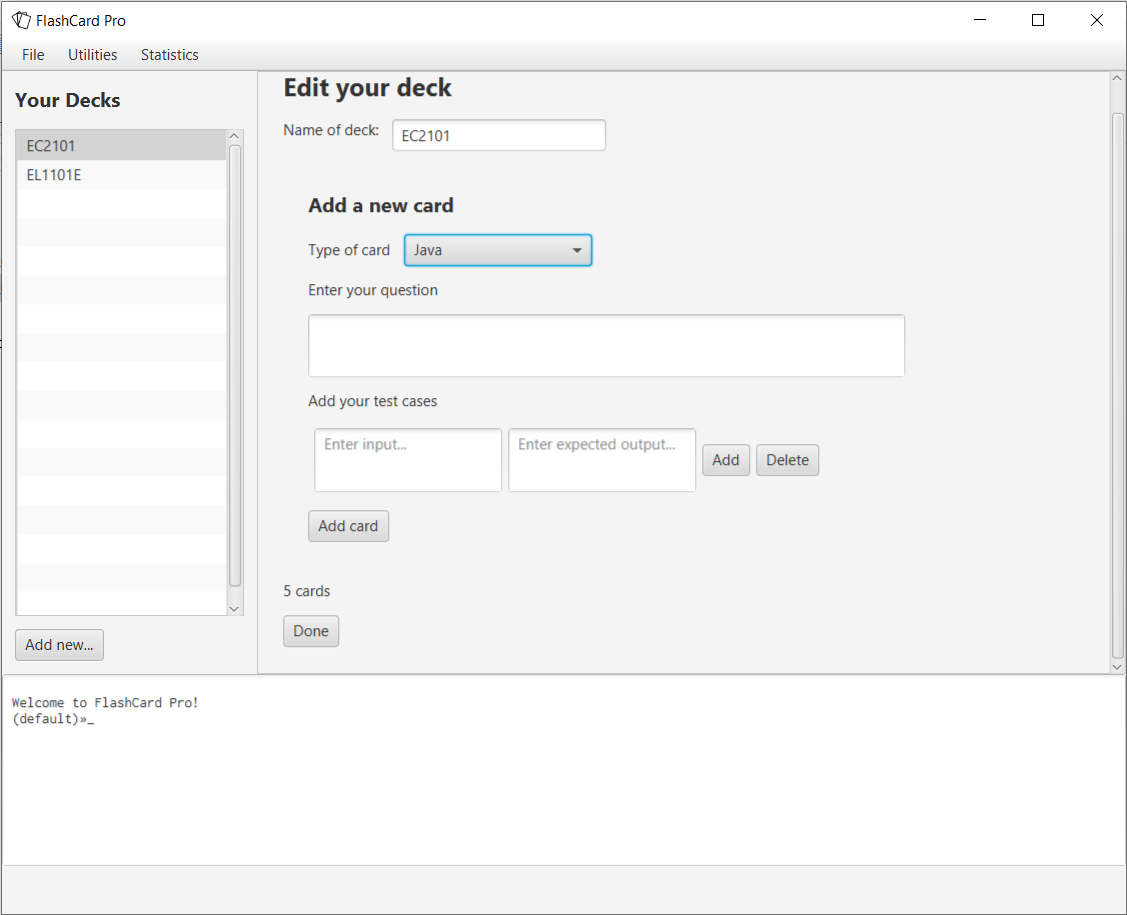 FlashCard Pro
File Utilities Statistics
Your Decks
EC2101
EL1101E
Add new...
Edit your deck
Name of deck: EC2101
Add a new card
Type of card Java
Enter your question
Add your test cases
Enter input... Enter expected output... Add Delete
Add card
5 cards
Done
Welcome to FlashCard Pro!
(default)»_